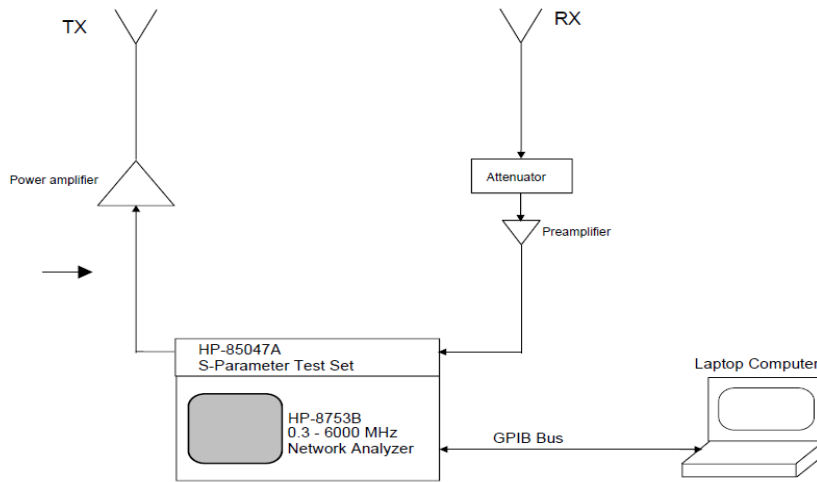 TX
RX
Power amplifier
Attenuator
Preamplifier
HP-85047A
S-Parameter Test Set
Laptop Computer
HP-8753B
0.3 - 6000 MHz
Network Analyzer
GPIB Bus